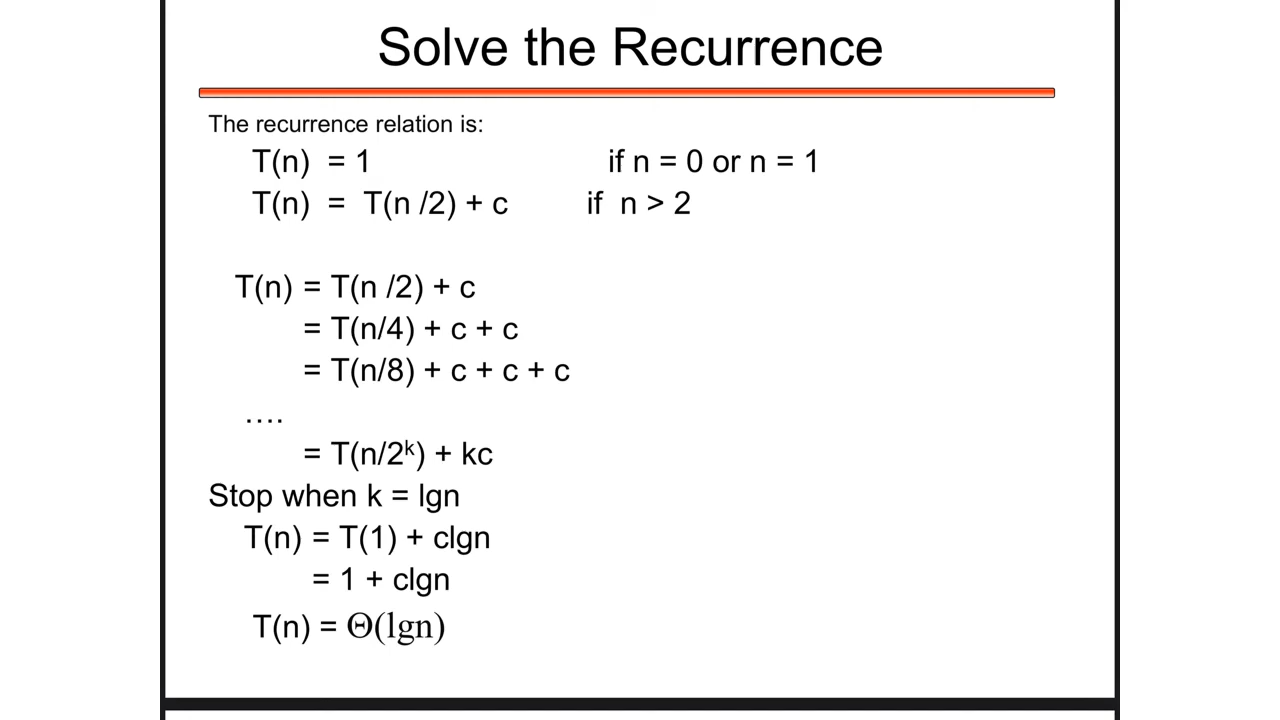 Solve the Recurrence
The recurrence relation is:
T(n) = 1 if n = 0 or n = 1
T(n) = T(n /2) + c if n > 2
T(n) = T(n /2) + c
= T(n/4) + c + c
= T(n/8) + c + c + c
….
= T(n/2ᵏ) + kc
Stop when k = lgn
T(n) = T(1) + clgn
= 1 + clgn
T(n) = Θ(lgn)